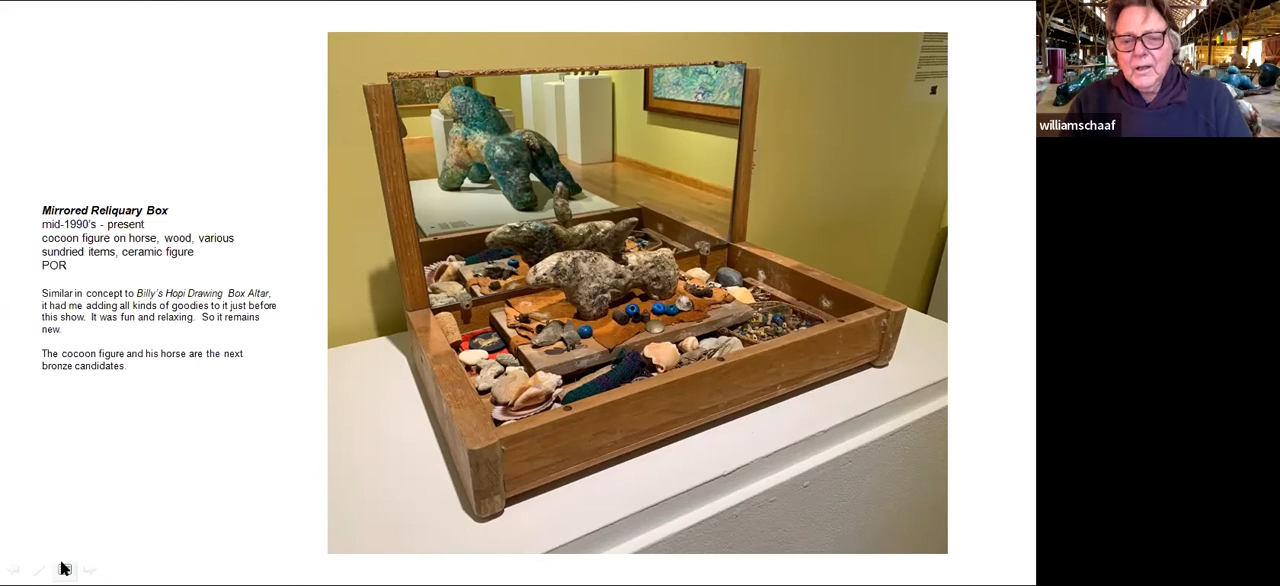 Mirrored Reliquary Box
mid-1990's - present
cocoon figure on horse, wood, various
sundried items, ceramic figure
POR
Similar in concept to Billy's Hopi Drawing Box Altar,
it had me adding all kinds of goodies to it just before
this show. It was fun and relaxing. So it remains
new.
The cocoon figure and his horse are the next
bronze candidates.
williamschaaf